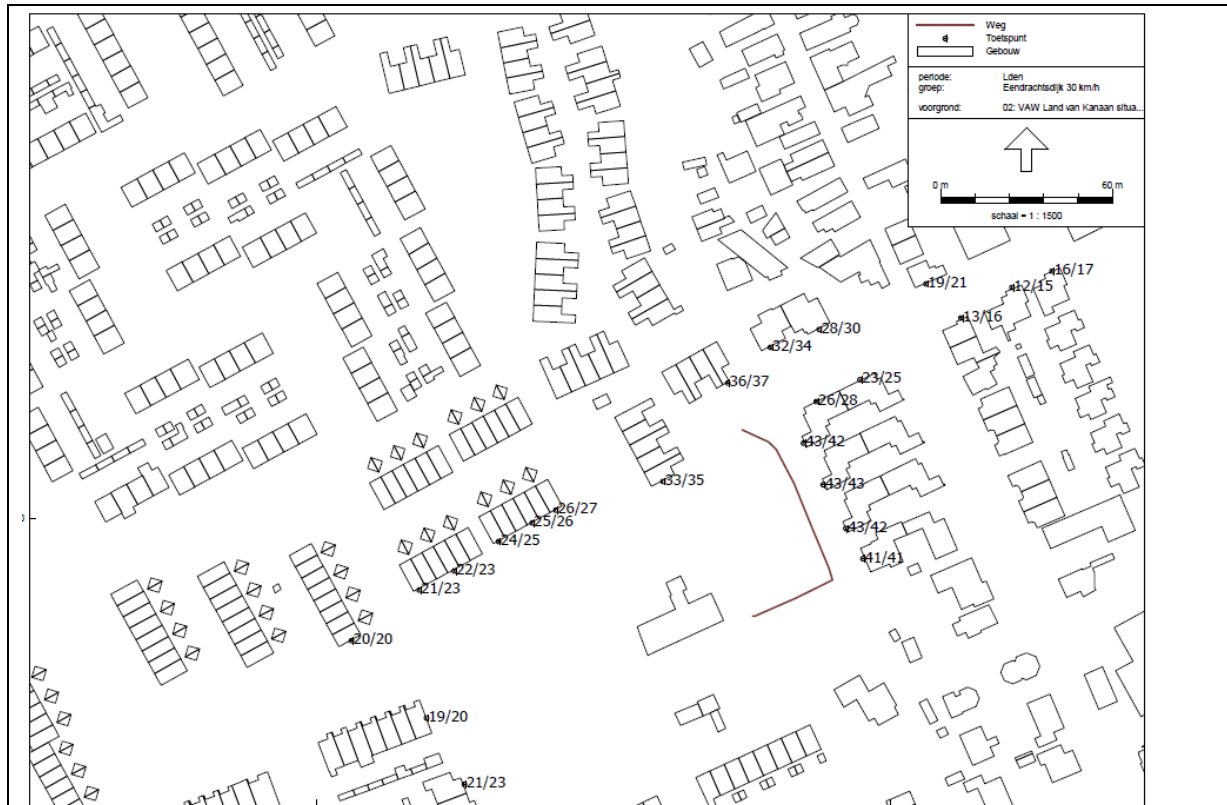 Weg
Toetspunt
Gebouw
periode: Lden
groep: Eendrachtsdijk 30 km/h
voorgrond: 02: VAW Land van Kanaan situa...
0 m 60 m
schaal = 1 : 1500
16/17
19/21
12/15
13/16
28/30
32/34
36/37
23/25
26/28
43/42
33/35
43/43
26/27
25/26
43/42
24/25
41/41
22/23
21/23
20/20
19/20
21/23